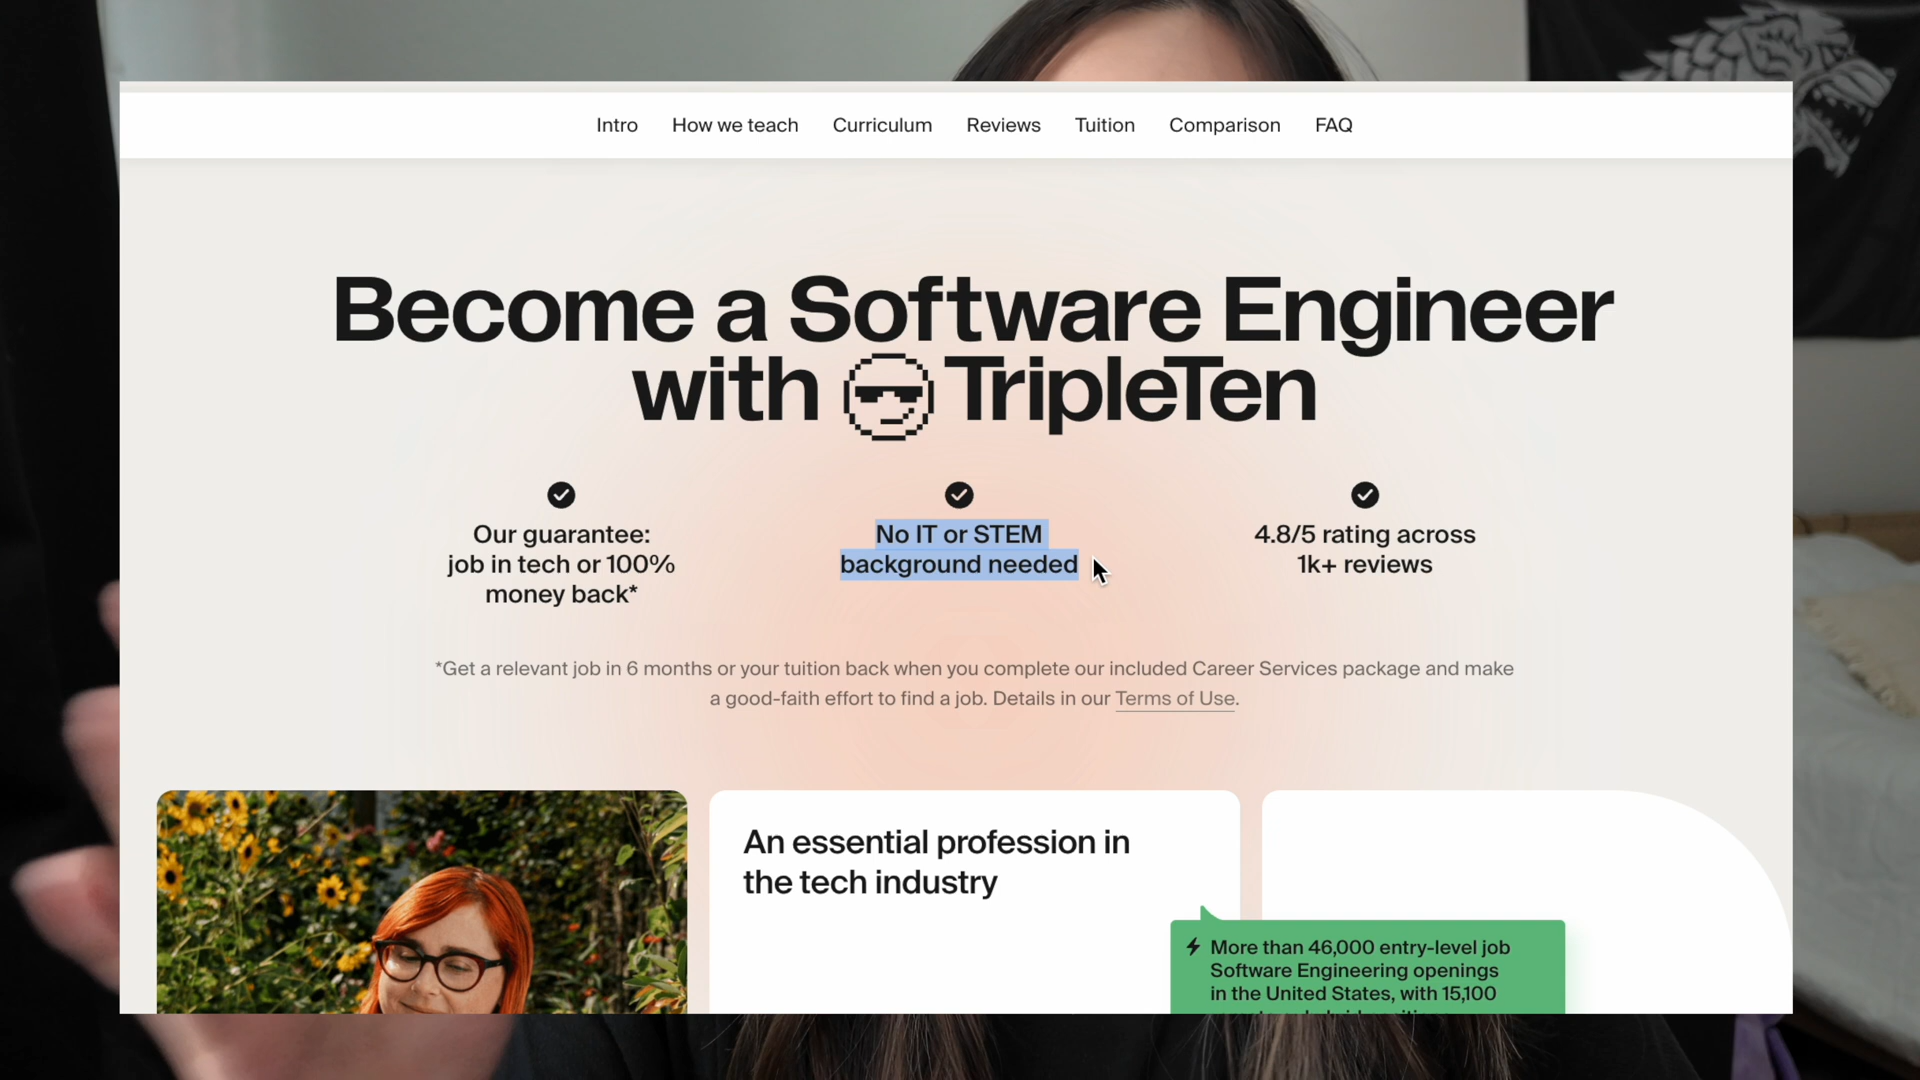 Intro How we teach Curriculum Reviews Tuition Comparison FAQ
Become a Software Engineer
with TripleTen
Our guarantee:
job in tech or 100%
money back*
No IT or STEM
background needed
4.8/5 rating across
1k+ reviews
*Get a relevant job in 6 months or your tuition back when you complete our included Career Services package and make
a good-faith effort to find a job. Details in our Terms of Use.
An essential profession in
the tech industry
More than 46,000 entry-level job
Software Engineering openings
in the United States, with 15,100